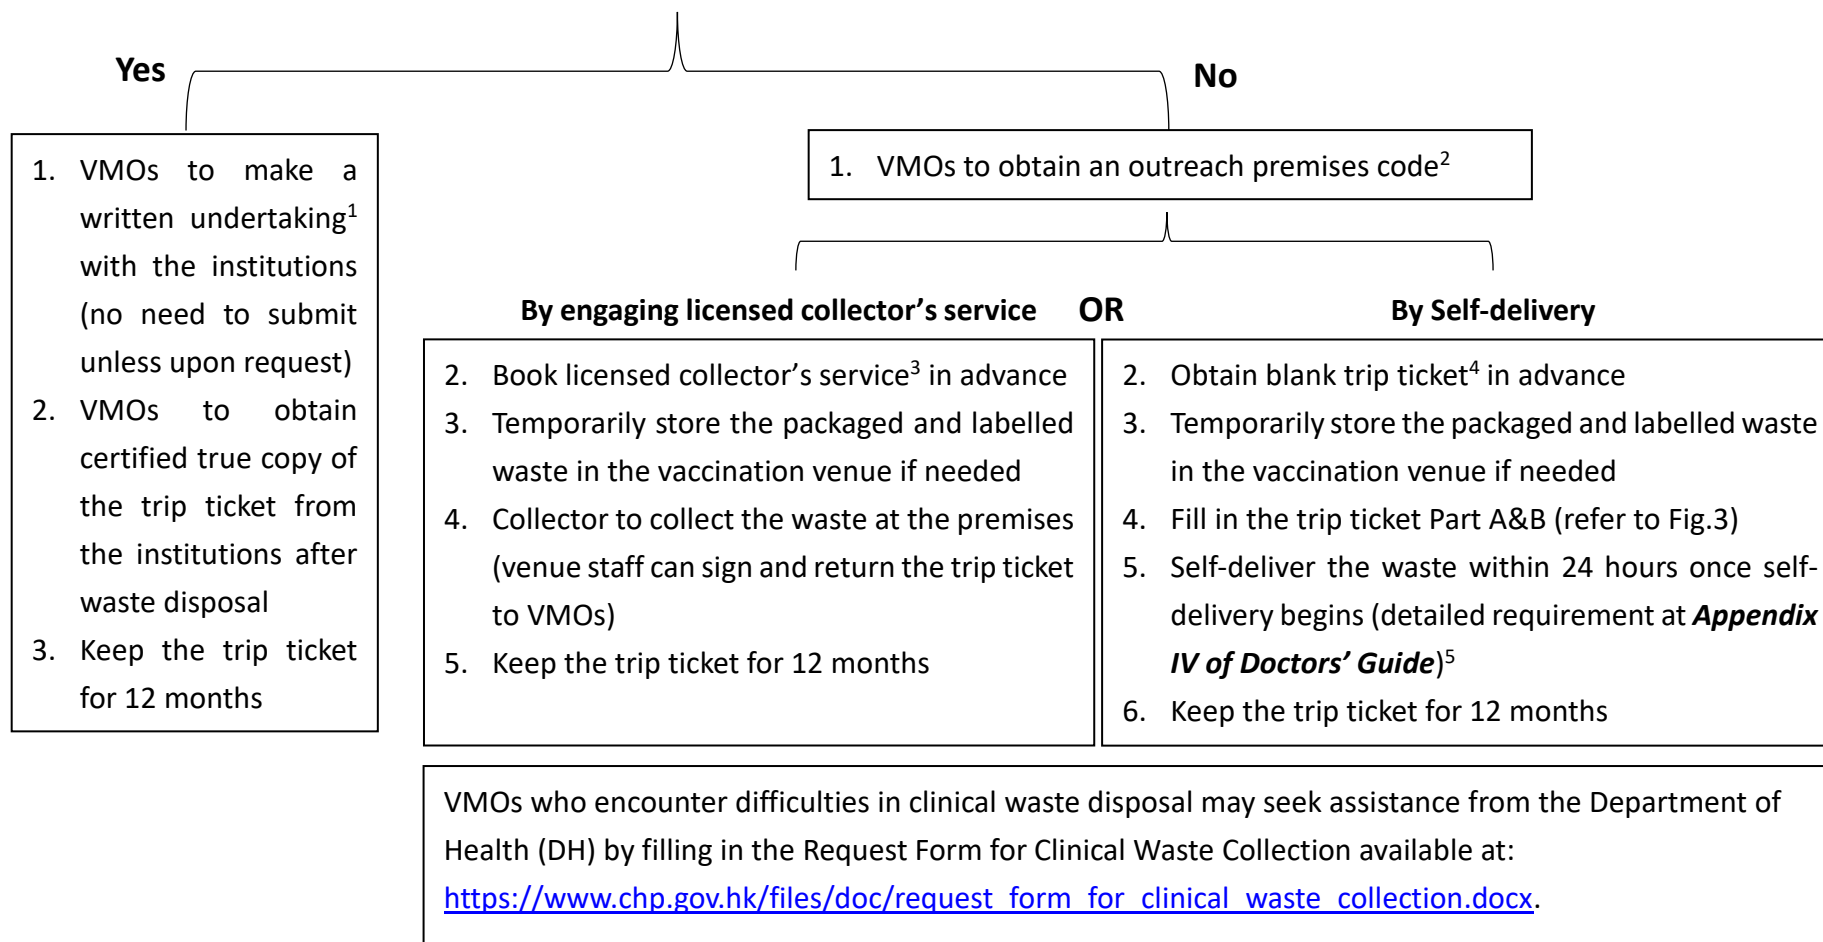 Yes
No
1. VMOs to make a
written undertaking1
with the institutions
(no need to submit
unless upon request)
2. VMOs to obtain
certified true copy of
the trip ticket from
the institutions after
waste disposal
3. Keep the trip ticket
for 12 months
1. VMOs to obtain an outreach premises code2
By engaging licensed collector’s service
OR
By Self-delivery
2. Book licensed collector’s service3 in advance
3. Temporarily store the packaged and labelled
waste in the vaccination venue if needed
4. Collector to collect the waste at the premises
(venue staff can sign and return the trip ticket
to VMOs)
5. Keep the trip ticket for 12 months
2. Obtain blank trip ticket4 in advance
3. Temporarily store the packaged and labelled waste
in the vaccination venue if needed
4. Fill in the trip ticket Part A&B (refer to Fig.3)
5. Self-deliver the waste within 24 hours once self-
delivery begins (detailed requirement at Appendix
IV of Doctors’ Guide)5
6. Keep the trip ticket for 12 months
VMOs who encounter difficulties in clinical waste disposal may seek assistance from the Department of
Health (DH) by filling in the Request Form for Clinical Waste Collection available at:
https://www.chp.gov.hk/files/doc/request_form_for_clinical_waste_collection.docx.